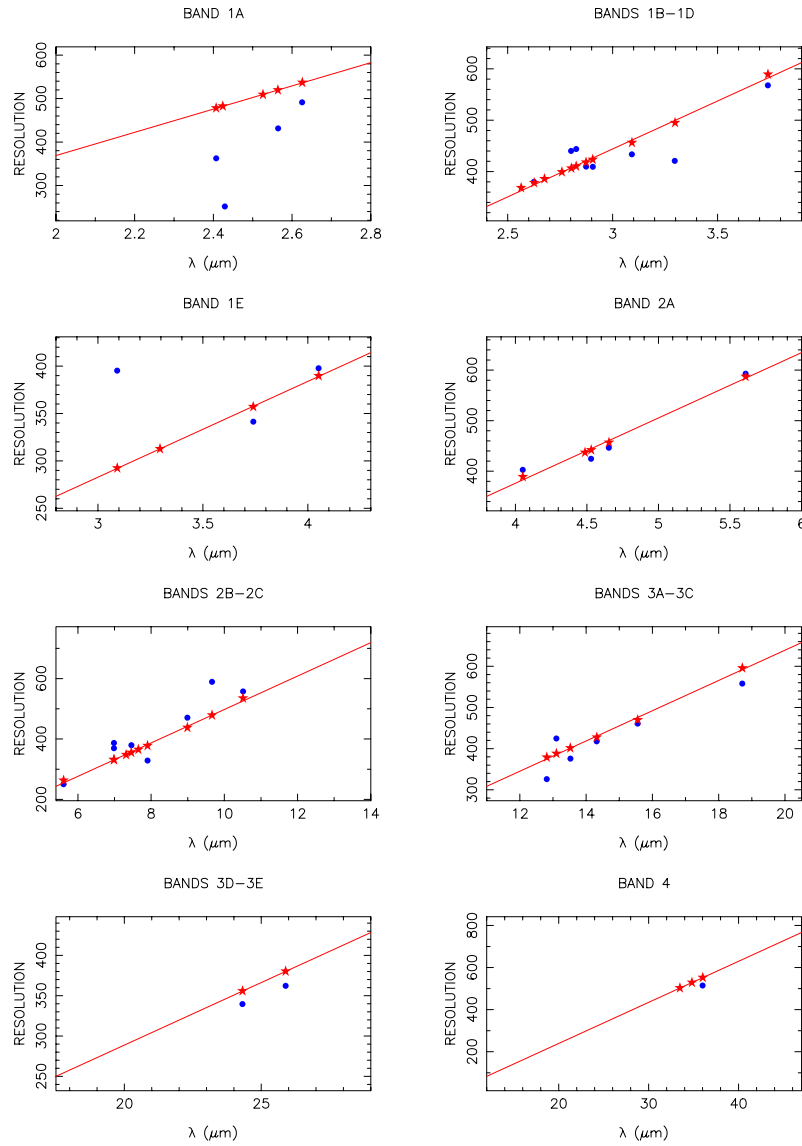 BAND 1A
RESOLUTION
300 400 500 600
2 2.2 2.4 2.6 2.8
λ (μm)
BANDS 1B−1D
RESOLUTION
400 500 600
2.5 3 3.5
λ (μm)
BAND 1E
RESOLUTION
250 300 350 400
3 3.5 4
λ (μm)
BAND 2A
RESOLUTION
400 600
4 4.5 5 5.5 6
λ (μm)
BANDS 2B−2C
RESOLUTION
200 400 600
6 8 10 12 14
λ (μm)
BANDS 3A−3C
RESOLUTION
300 400 500 600
12 14 16 18 20
λ (μm)
BANDS 3D−3E
RESOLUTION
250 300 350 400
20 25
λ (μm)
BAND 4
RESOLUTION
200 400 600 800
20 30 40
λ (μm)